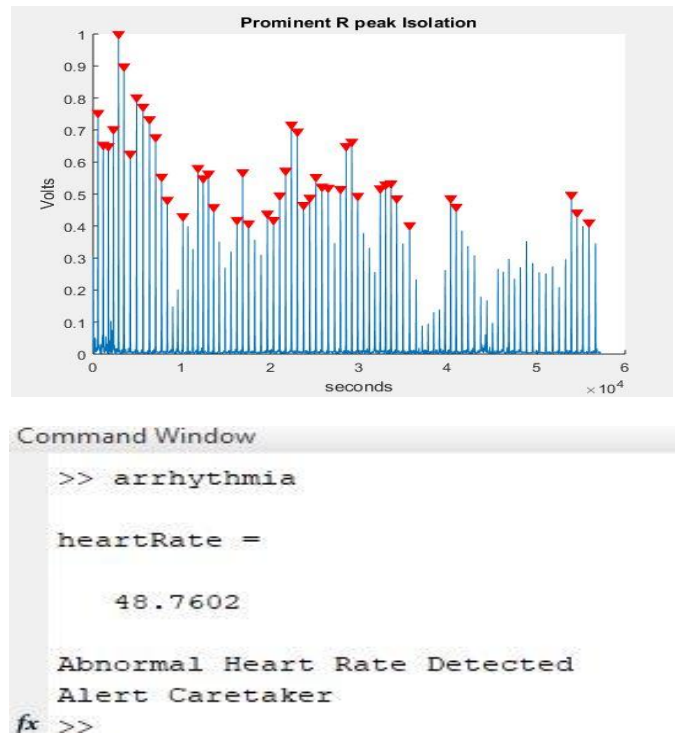 Prominent R peak Isolation
1
0.9
0.8
0.7
0.6
0.5
0.4
0.3
0.2
0.1
0
Volts
0 1 2 3 4 5 6
seconds
×10⁴
Command Window
>> arrhythmia
heartRate =
48.7602
Abnormal Heart Rate Detected
Alert Caretaker
fx >>